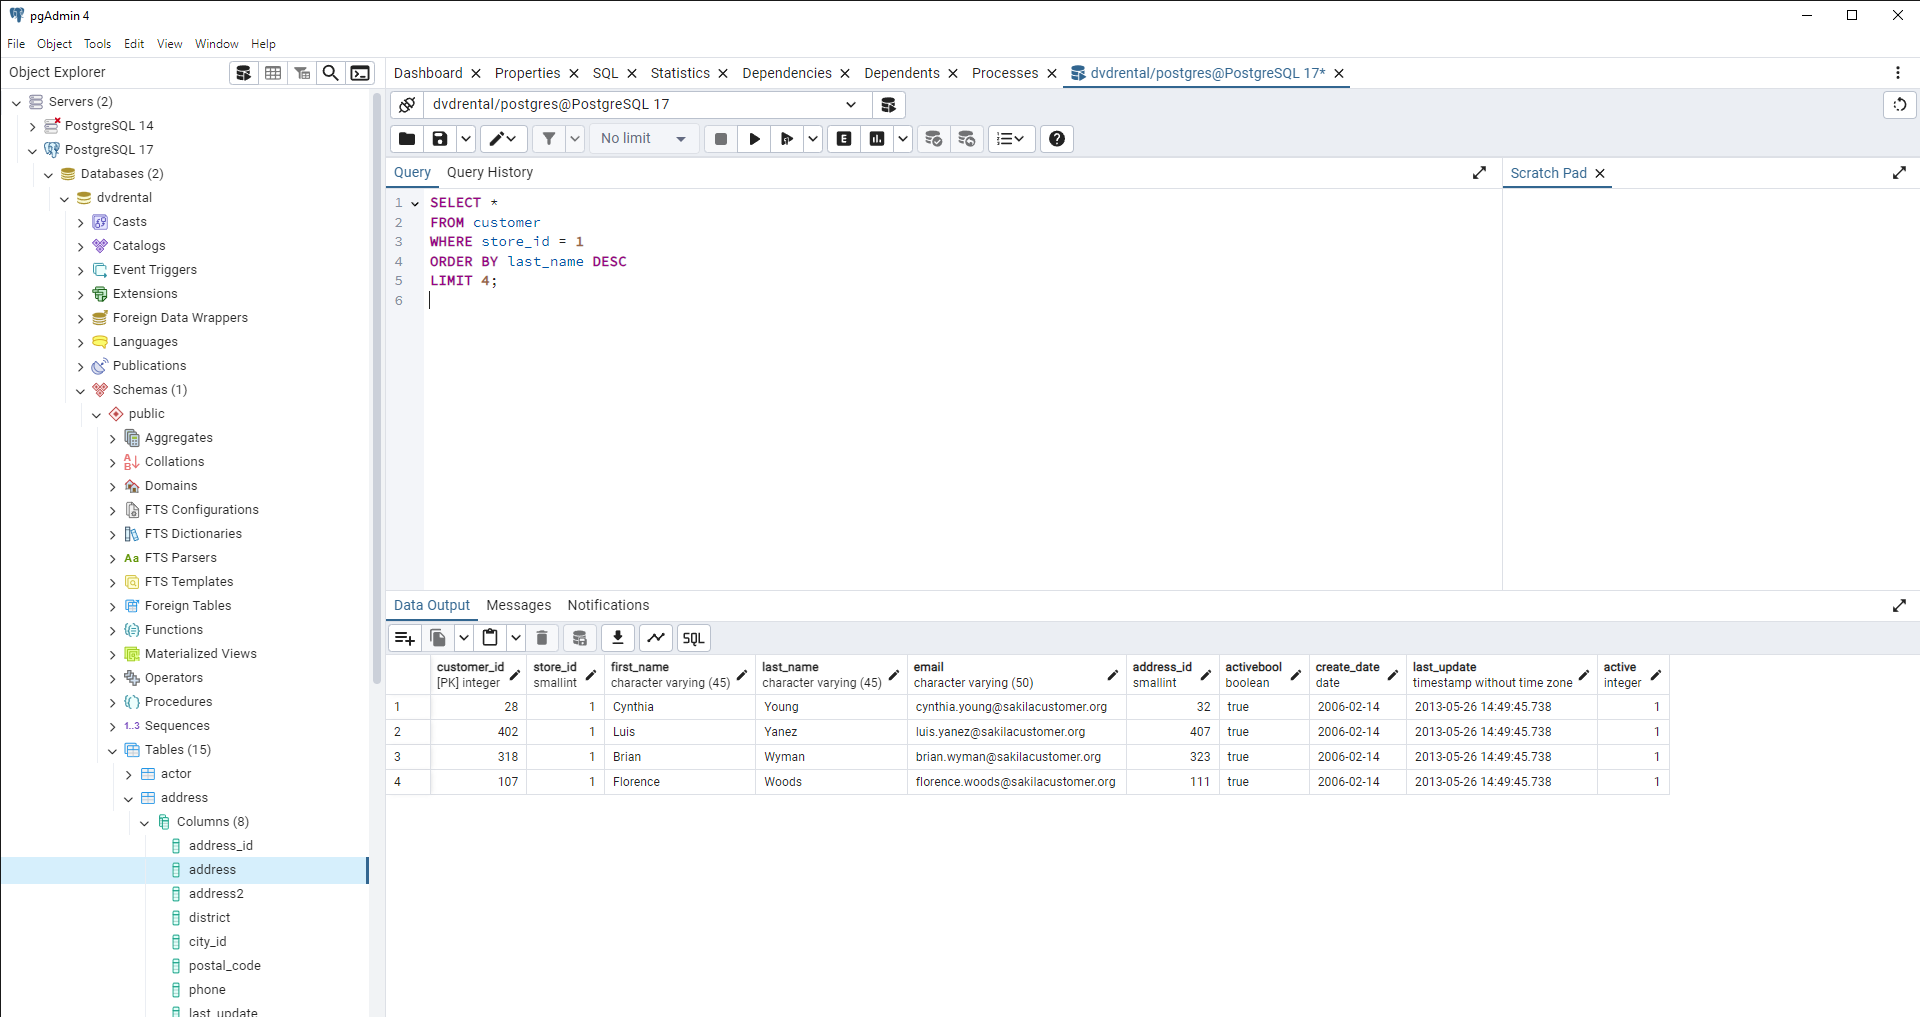 pgAdmin 4
File Object Tools Edit View Window Help
Object Explorer
Servers (2)
PostgreSQL 14
PostgreSQL 17
Databases (2)
dvdrental
Casts
Catalogs
Event Triggers
Extensions
Foreign Data Wrappers
Languages
Publications
Schemas (1)
public
Aggregates
Collations
Domains
FTS Configurations
FTS Dictionaries
Aa FTS Parsers
FTS Templates
Foreign Tables
Functions
Materialized Views
Operators
Procedures
1..3 Sequences
Tables (15)
actor
address
Columns (8)
address_id
address
address2
district
city_id
postal_code
phone
last_update
Dashboard Properties SQL Statistics Dependencies Dependents Processes dvdrental/postgres@PostgreSQL 17*
dvdrental/postgres@PostgreSQL 17
No limit E
Query Query History
Scratch Pad
1 SELECT *
2 FROM customer
3 WHERE store_id = 1
4 ORDER BY last_name DESC
5 LIMIT 4;
6
Data Output Messages Notifications
SQL
customer_id store_id first_name last_name email address_id activebool create_date last_update active
[PK] integer smallint character varying (45) character varying (45) character varying (50) smallint boolean date timestamp without time zone integer
1 28 1 Cynthia Young cynthia.young@sakilacustomer.org 32 true 2006-02-14 2013-05-26 14:49:45.738 1
2 402 1 Luis Yanez luis.yanez@sakilacustomer.org 407 true 2006-02-14 2013-05-26 14:49:45.738 1
3 318 1 Brian Wyman brian.wyman@sakilacustomer.org 323 true 2006-02-14 2013-05-26 14:49:45.738 1
4 107 1 Florence Woods florence.woods@sakilacustomer.org 111 true 2006-02-14 2013-05-26 14:49:45.738 1